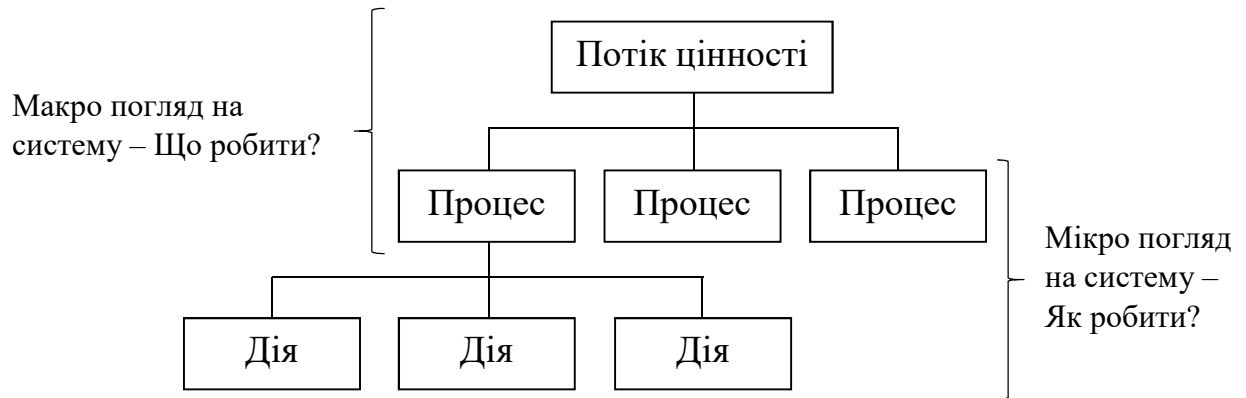 Потік цінності
Макро погляд на
систему – Що робити?
Процес
Процес
Процес
Мікро погляд
на систему –
Як робити?
Дія
Дія
Дія